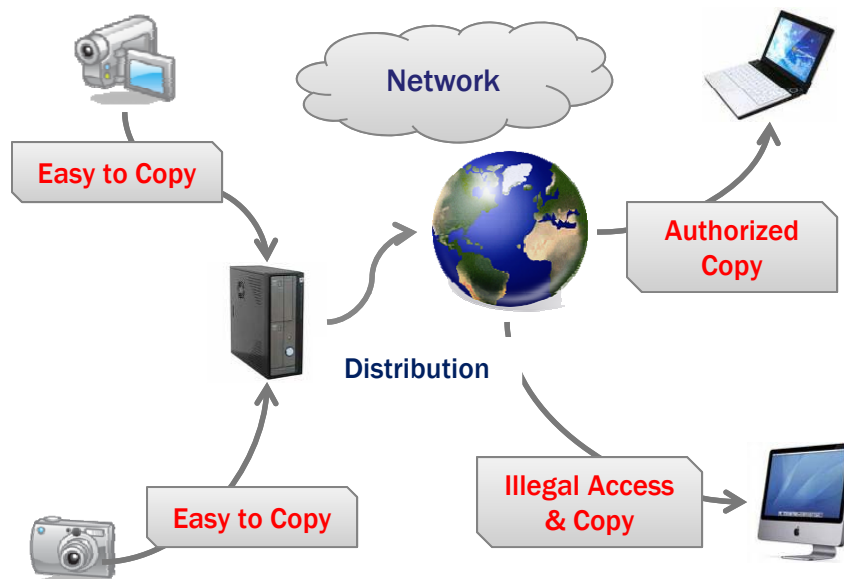 Network
Easy to Copy
Authorized
Copy
Distribution
Easy to Copy
Illegal Access
& Copy